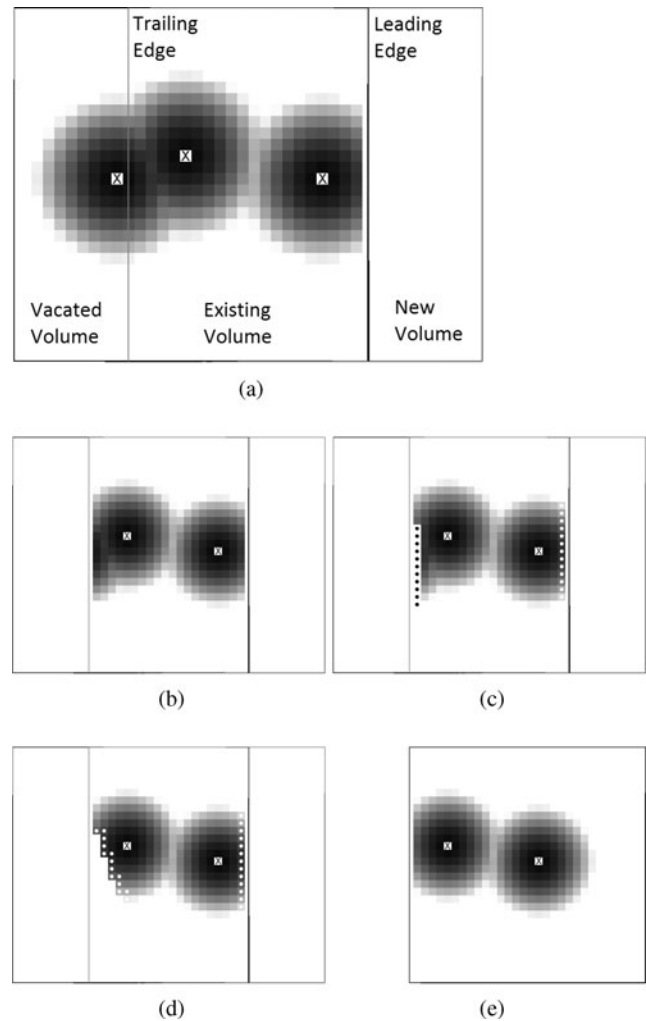 Trailing Edge
Leading Edge
X
X
X
Vacated Volume
Existing Volume
New Volume
(a)
X
X
(b)
X
X
(c)
X
X
(d)
X
X
(e)